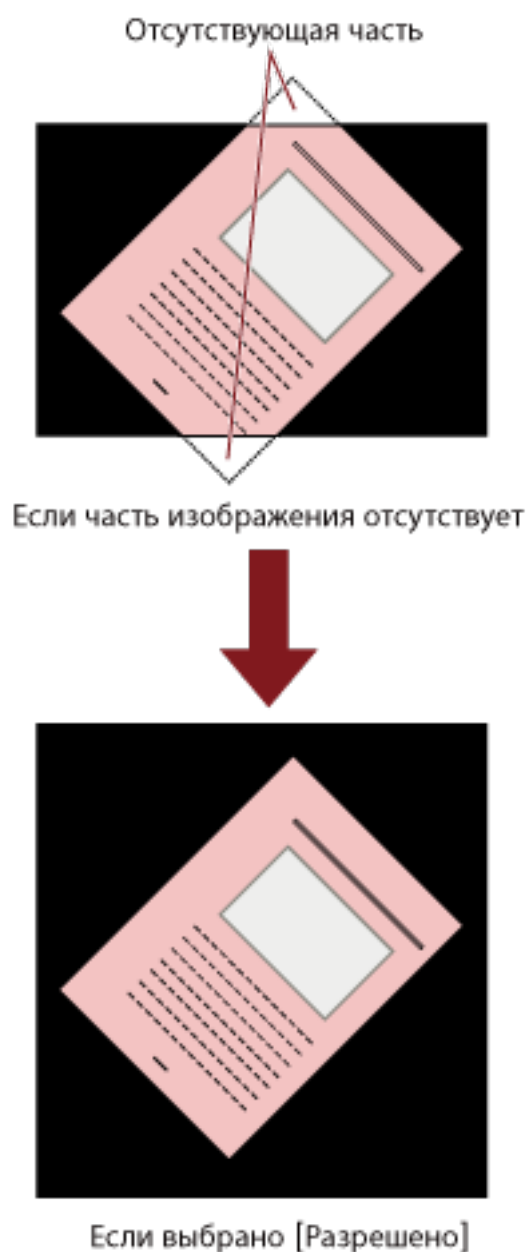 Отсутствующая часть
Если часть изображения отсутствует
Если выбрано [Разрешено]